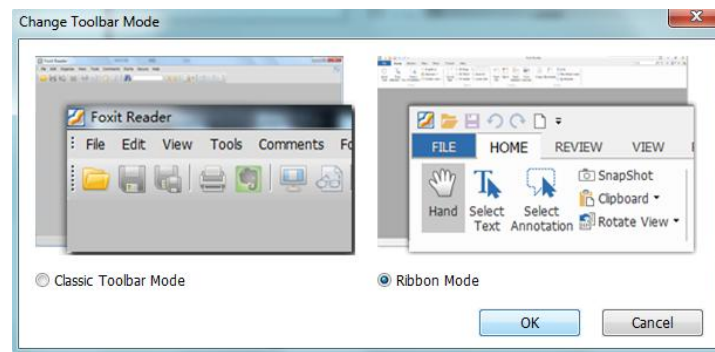 Change Toolbar Mode
Foxit Reader
File Edit View Tools Comments
FILE HOME REVIEW VIEW
Hand
Select Text
Select Annotation
SnapShot
Clipboard
Rotate View
Classic Toolbar Mode
Ribbon Mode
OK Cancel